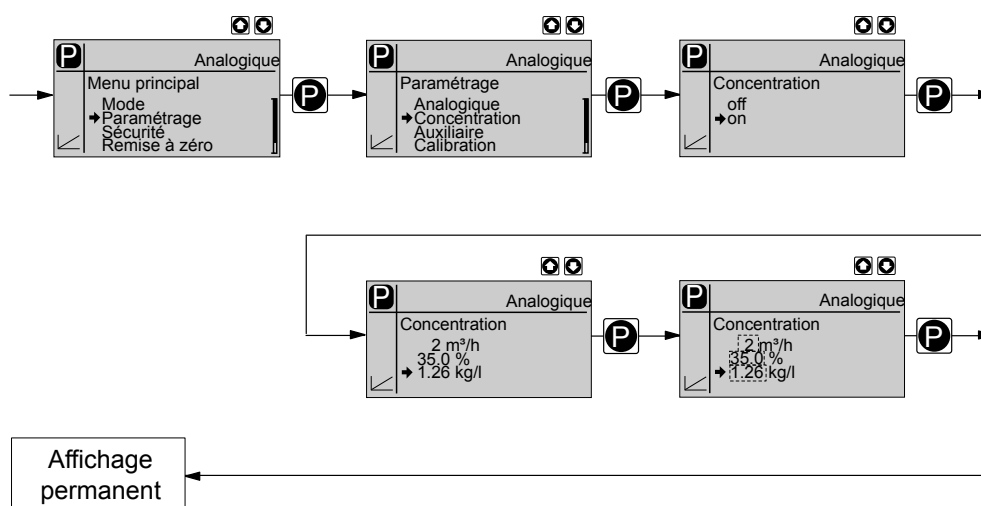 P
Analogique
Menu principal
Mode
Paramétrage
Sécurité
Remise à zéro
P
P
Analogique
Paramétrage
Analogique
Concentration
Auxiliaire
Calibration
P
P
Analogique
Concentration
off
on
P
P
Analogique
Concentration
2 m³/h
35.0 %
1.26 kg/l
P
P
Analogique
Concentration
2 m³/h
35.0 %
1.26 kg/l
P
Affichage
permanent